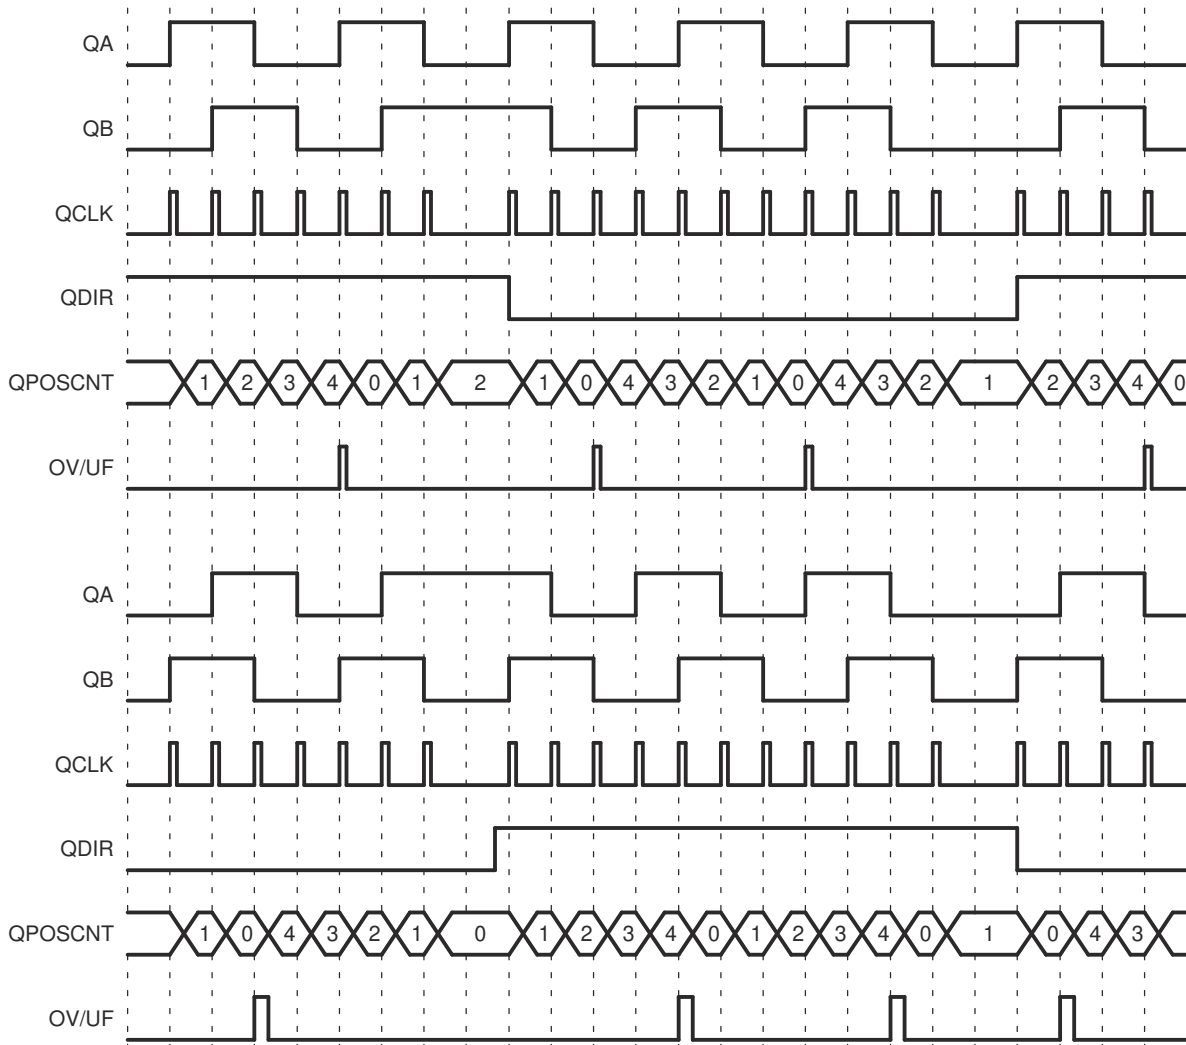 QA
QB
QCLK
QDIR
QPOSCNT 1 2 3 4 0 1 2 1 0 4 3 2 1 0 4 3 2 1 2 3 4 0
OV/UF
QA
QB
QCLK
QDIR
QPOSCNT 1 0 4 3 2 1 0 1 2 3 4 0 1 2 3 4 0 1 0 4 3
OV/UF